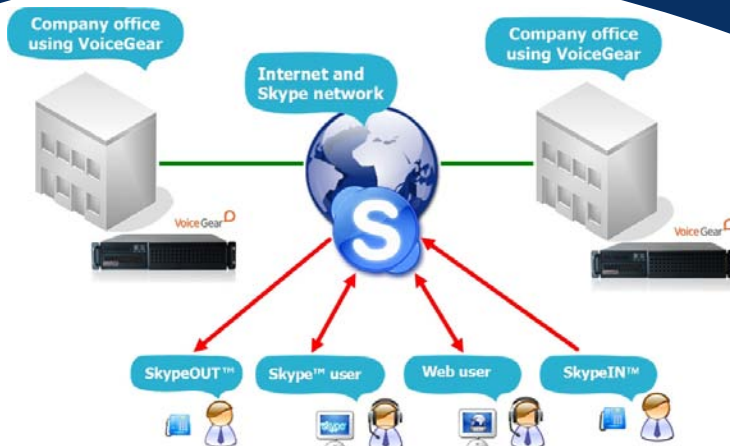 Company office
using VoiceGear
Internet and
Skype network
Company office
using VoiceGear
VoiceGear
VoiceGear
S
SkypeOUT™
Skype™ user
Web user
SkypeIN™
skype